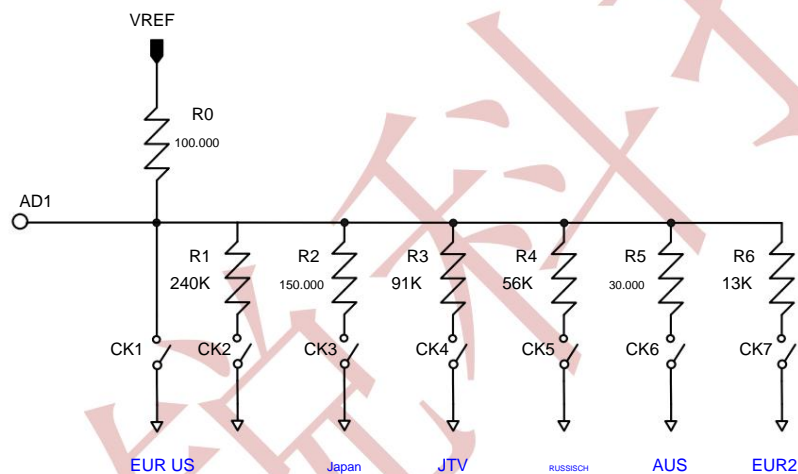 VREF
R0
100.000
AD1
R1
240K
R2
150.000
R3
91K
R4
56K
R5
30.000
R6
13K
CK1
CK2
CK3
CK4
CK5
CK6
CK7
EUR US
Japan
JTV
RUSSISCH
AUS
EUR2